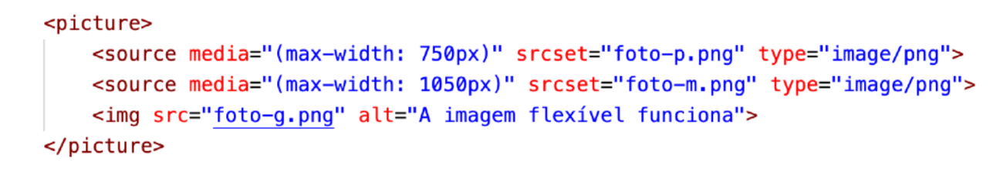 <picture>
<source media="(max-width: 750px)" srcset="foto-p.png" type="image/png">
<source media="(max-width: 1050px)" srcset="foto-m.png" type="image/png">
<img src="foto-g.png" alt="A imagem flexível funciona">
</picture>